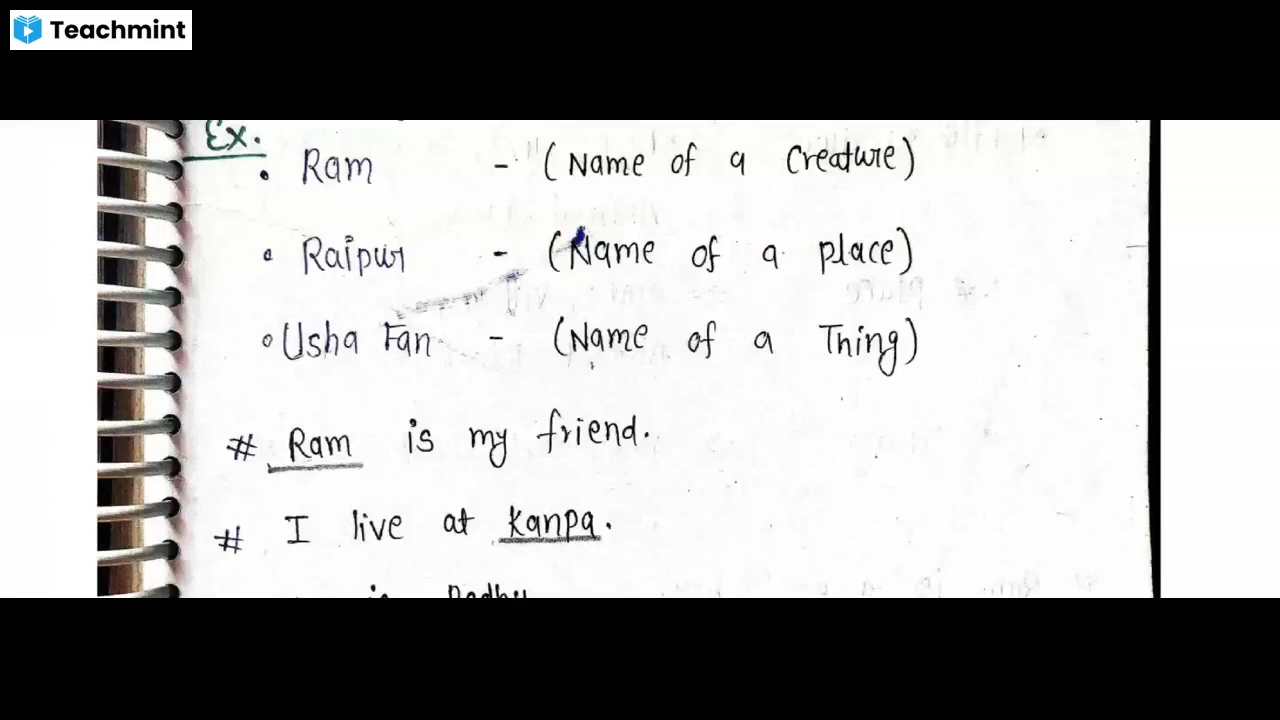 Teachmint
Ex.
• Ram - (Name of a Creature)
• Raipur - (Name of a place)
• Usha Fan - (Name of a Thing)
# Ram is my friend.
# I live at Kanpa.
is